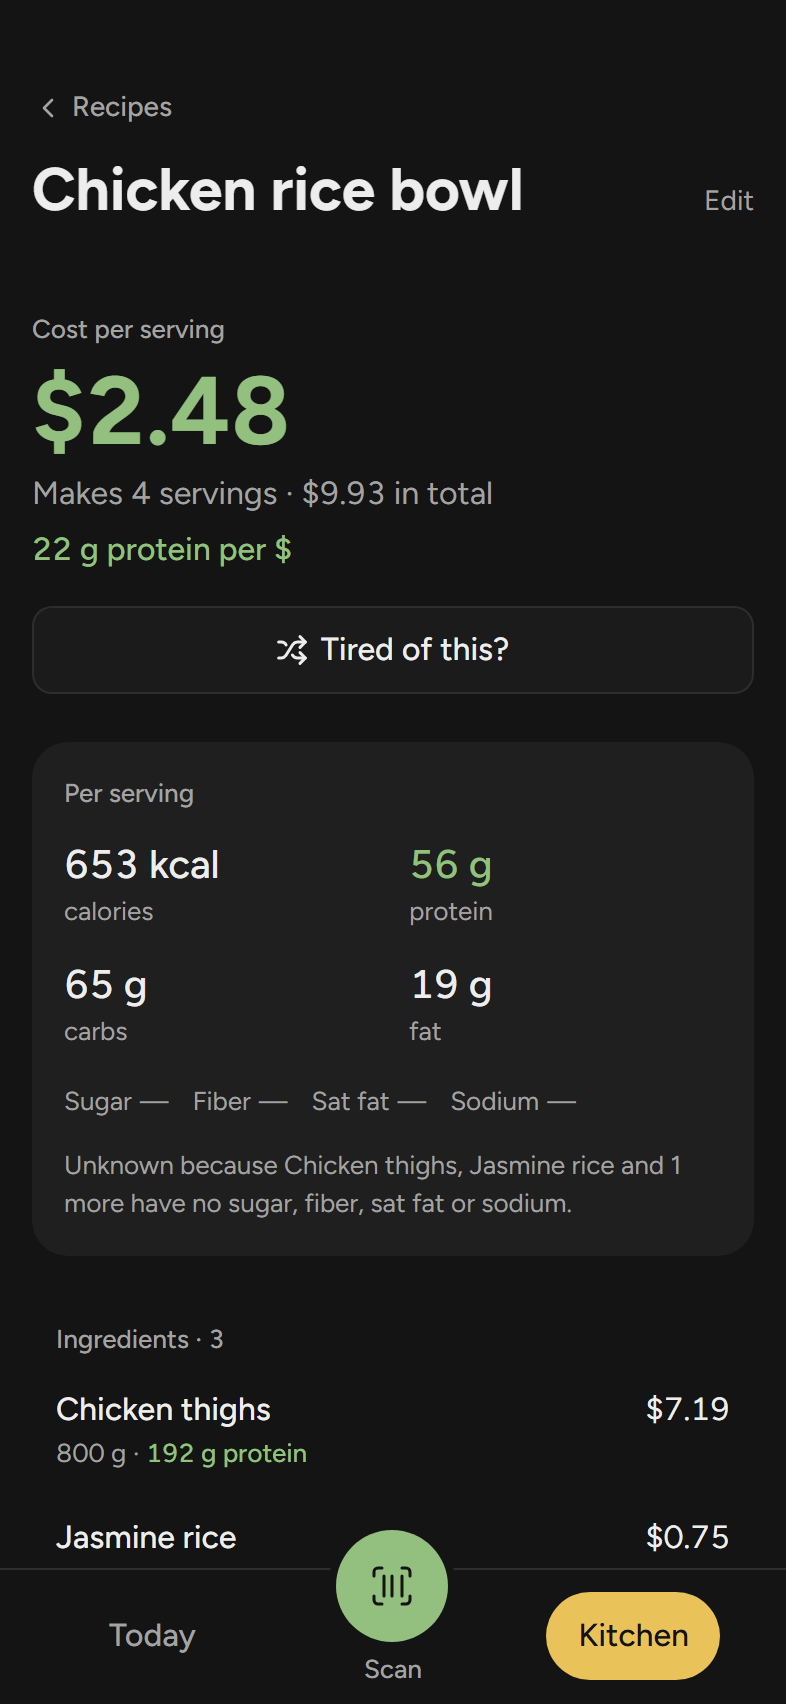 Recipes
Chicken rice bowl
Edit
Cost per serving
$2.48
Makes 4 servings · $9.93 in total
22 g protein per $
Tired of this?
Per serving
653 kcal
56 g
calories
protein
65 g
19 g
carbs
fat
Sugar — Fiber — Sat fat — Sodium —
Unknown because Chicken thighs, Jasmine rice and 1
more have no sugar, fiber, sat fat or sodium.
Ingredients · 3
Chicken thighs
$7.19
800 g · 192 g protein
Jasmine rice
$0.75
Today
Scan
Kitchen